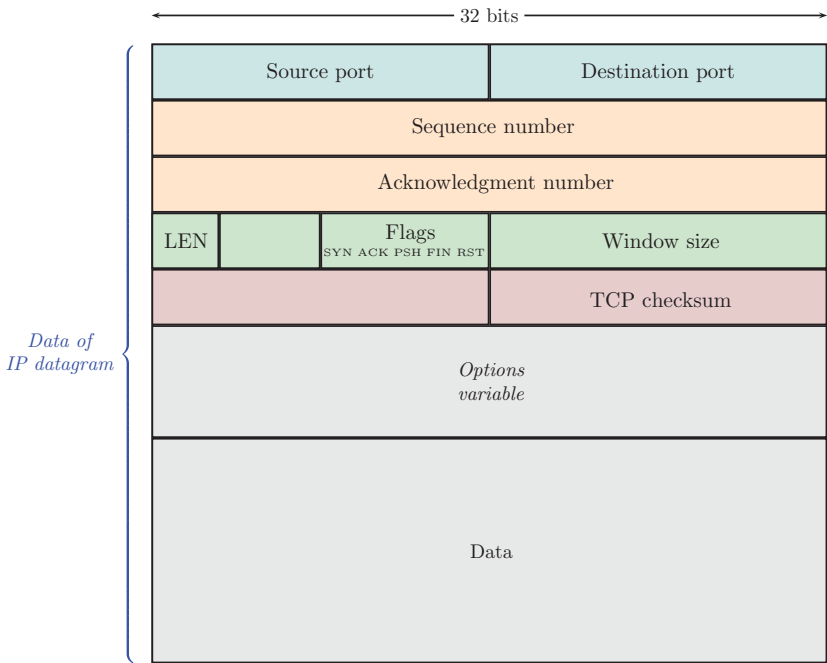 32 bits
Source port
Destination port
Sequence number
Acknowledgment number
LEN
Flags
SYN ACK PSH FIN RST
Window size
TCP checksum
Data of
IP datagram
Options
variable
Data